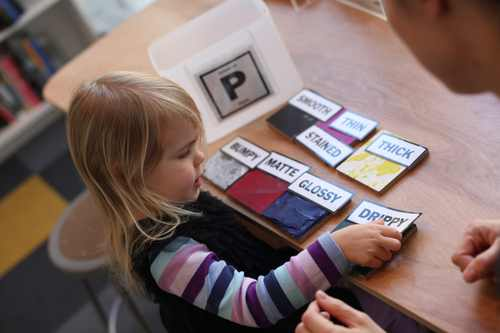 P
SMOOTH
THIN
STAINED
THICK
BUMPY
MATTE
GLOSSY
DRIPPY